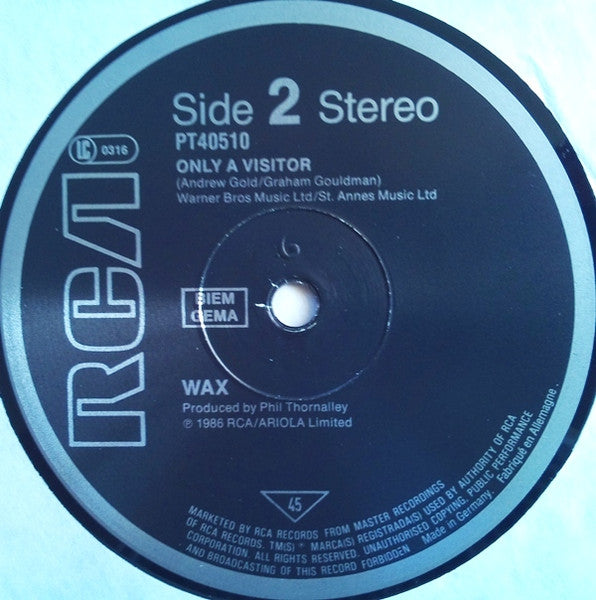 Side 2 Stereo
PT40510
LC 0316
ONLY A VISITOR
(Andrew Gold/Graham Gouldman)
Warner Bros Music Ltd/St. Annes Music Ltd
RCA
6
BIEM
GEMA
WAX
Produced by Phil Thornalley
℗ 1986 RCA/ARIOLA Limited
45
MARKETED BY RCA RECORDS FROM MASTER RECORDINGS
OF RCA RECORDS. TM(S) ® MARCA(S) REGISTRADA(S) USED BY AUTHORITY OF RCA
CORPORATION. ALL RIGHTS RESERVED. UNAUTHORISED COPYING, PUBLIC PERFORMANCE
AND BROADCASTING OF THIS RECORD FORBIDDEN Made in Germany. Fabriqué en Allemagne.